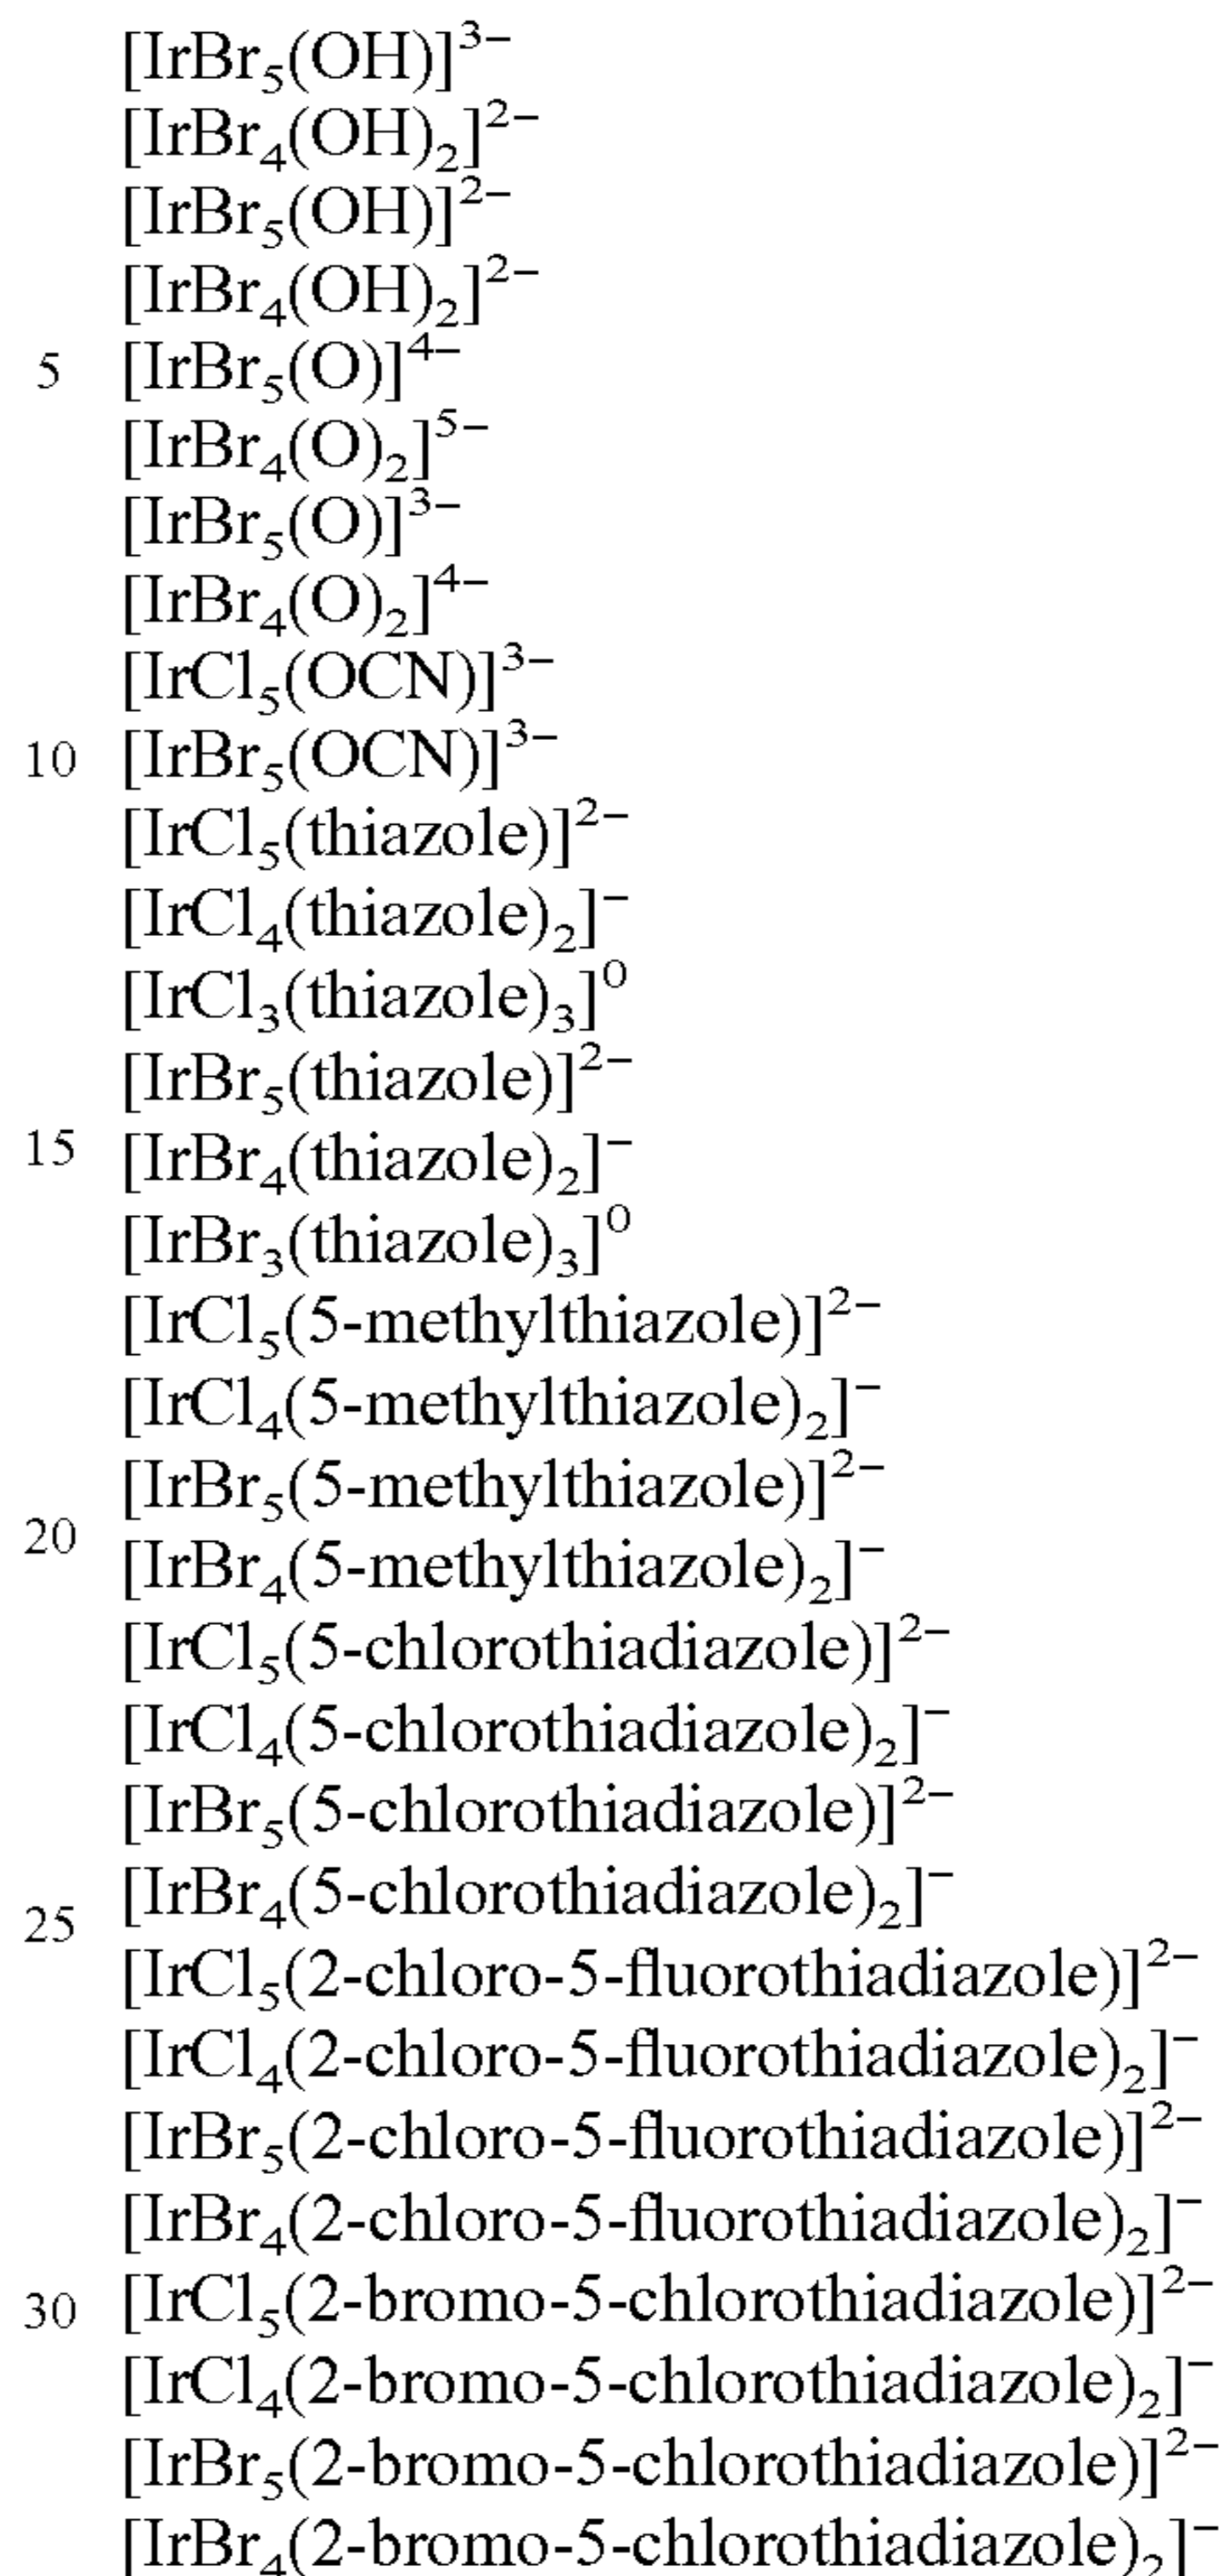 [IrBr₅(OH)]³⁻
[IrBr₄(OH)₂]²⁻
[IrBr₅(OH)]²⁻
[IrBr₄(OH)₂]²⁻
5 [IrBr₅(O)]⁴⁻
[IrBr₄(O)₂]⁵⁻
[IrBr₅(O)]³⁻
[IrBr₄(O)₂]⁴⁻
[IrCl₅(OCN)]³⁻
10 [IrBr₅(OCN)]³⁻
[IrCl₅(thiazole)]²⁻
[IrCl₄(thiazole)₂]⁻
[IrCl₃(thiazole)₃]⁰
[IrBr₅(thiazole)]²⁻
15 [IrBr₄(thiazole)₂]⁻
[IrBr₃(thiazole)₃]⁰
[IrCl₅(5-methylthiazole)]²⁻
[IrCl₄(5-methylthiazole)₂]⁻
[IrBr₅(5-methylthiazole)]²⁻
20 [IrBr₄(5-methylthiazole)₂]⁻
[IrCl₅(5-chlorothiadiazole)]²⁻
[IrCl₄(5-chlorothiadiazole)₂]⁻
[IrBr₅(5-chlorothiadiazole)]²⁻
25 [IrBr₄(5-chlorothiadiazole)₂]⁻
[IrCl₅(2-chloro-5-fluorothiadiazole)]²⁻
[IrCl₄(2-chloro-5-fluorothiadiazole)₂]⁻
[IrBr₅(2-chloro-5-fluorothiadiazole)]²⁻
[IrBr₄(2-chloro-5-fluorothiadiazole)₂]⁻
30 [IrCl₅(2-bromo-5-chlorothiadiazole)]²⁻
[IrCl₄(2-bromo-5-chlorothiadiazole)₂]⁻
[IrBr₅(2-bromo-5-chlorothiadiazole)]²⁻
[IrBr₄(2-bromo-5-chlorothiadiazole)₂]⁻